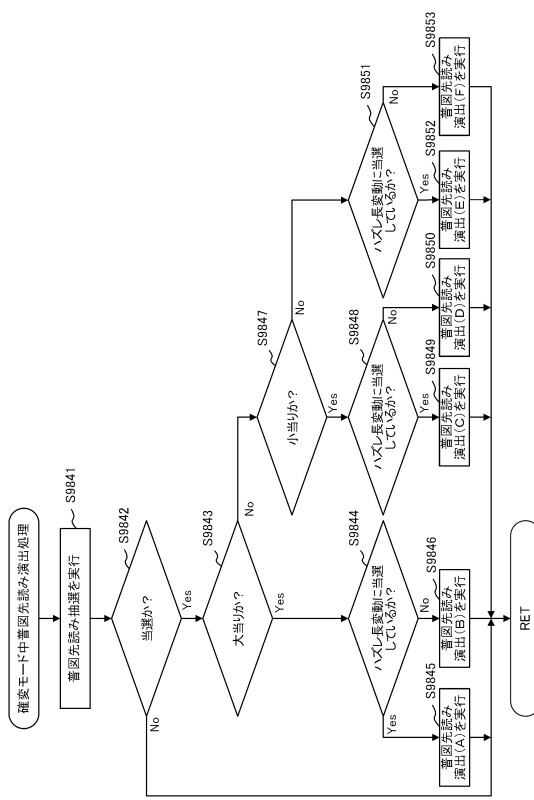 確変モード中普図先読み演出処理
普図先読み抽選を実行
S9841
当選か？
S9842
Yes
No
大当りか？
S9843
Yes
No
小当りか？
S9847
Yes
No
ハズレ長変動に当選
しているか？
S9844
Yes
No
ハズレ長変動に当選
しているか？
S9848
Yes
No
ハズレ長変動に当選
しているか？
S9851
Yes
No
普図先読み
演出(A)を実行
S9845
普図先読み
演出(B)を実行
S9846
普図先読み
演出(C)を実行
S9849
普図先読み
演出(D)を実行
S9850
普図先読み
演出(E)を実行
S9852
普図先読み
演出(F)を実行
S9853
RET